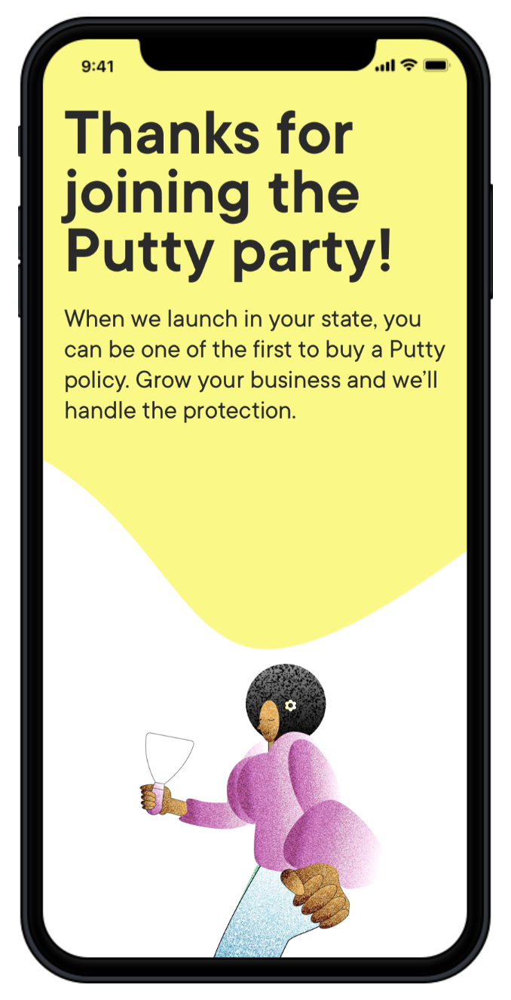 9:41
Thanks for
joining the
Putty party!
When we launch in your state, you
can be one of the first to buy a Putty
policy. Grow your business and we’ll
handle the protection.